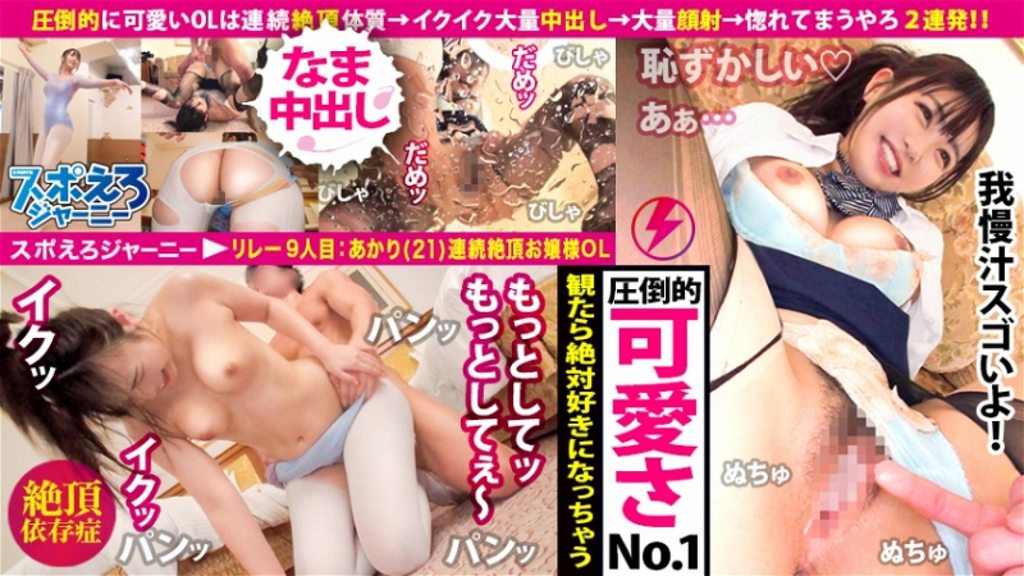 圧倒的に可愛いOLは連続絶頂体質→イクイク大量中出し→大量顔射→惚れてまうやろ２連発!!
なま
中出し
だめッ
だめッ
びしゃ
びしゃ
びしゃ
スポえろ
ジャーニー
スポえろジャーニー▶リレー９人目：あかり(21)連続絶頂お嬢様OL
イクッ
イクッ
パンッ
パンッ
パンッ
もっとしてッ
もっとしてぇ～
絶頂
依存症
圧倒的
可愛さ
No.1
観たら絶対好きになっちゃう
恥ずかしい♡
あぁ…
我慢汁スゴいよ！
ぬちゅ
ぬちゅ